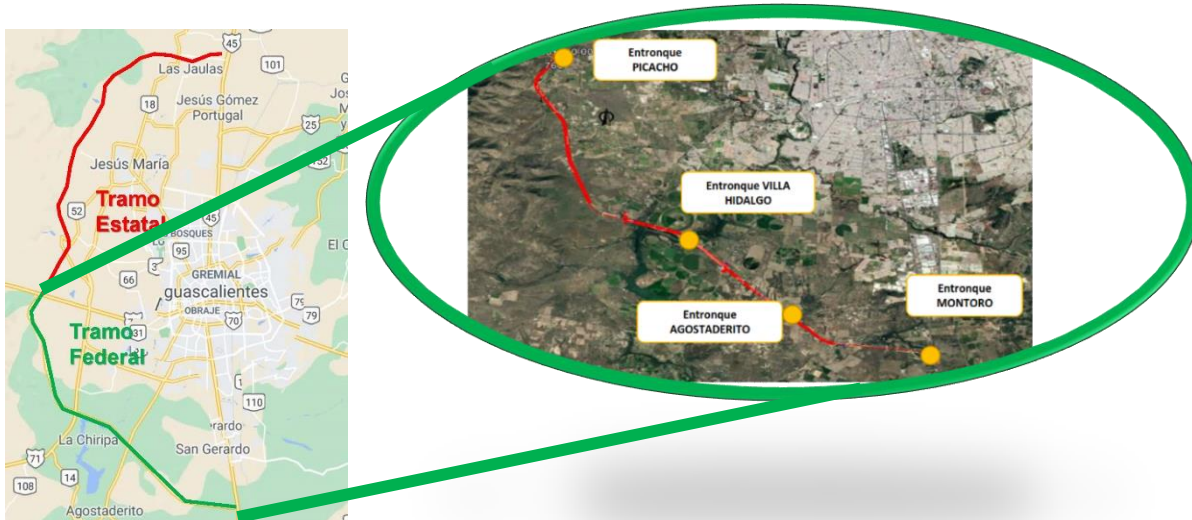 45
Las Jaulas
101
18
Jesús Gómez
Portugal
25
Jesús María
Tramo
Estatal
52
45
BOSQUES
95
66
GREMIAL
guascalientes
OBRAJE
70
79
79
Tramo
Federal
31
110
erardo
San Gerardo
La Chiripa
71
14
108
Agostaderito
Entronque
PICACHO
Entronque VILLA
HIDALGO
Entronque
AGOSTADERITO
Entronque
MONTORO